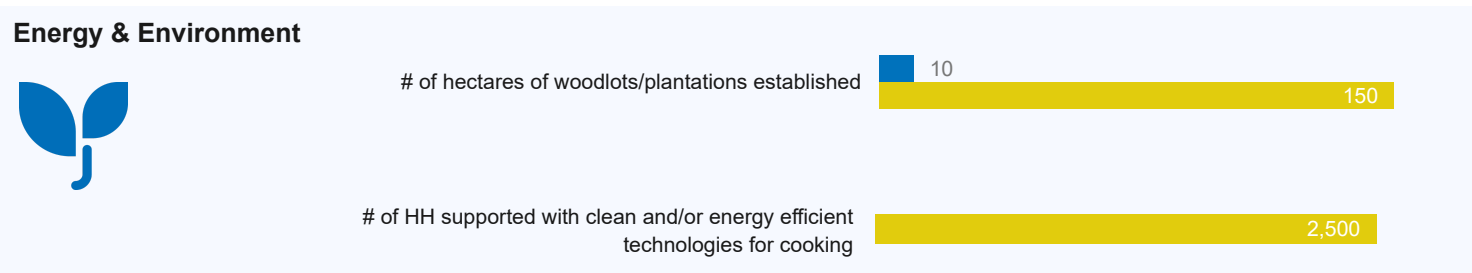 Energy & Environment
# of hectares of woodlots/plantations established
10
150
# of HH supported with clean and/or energy efficient
technologies for cooking
2,500